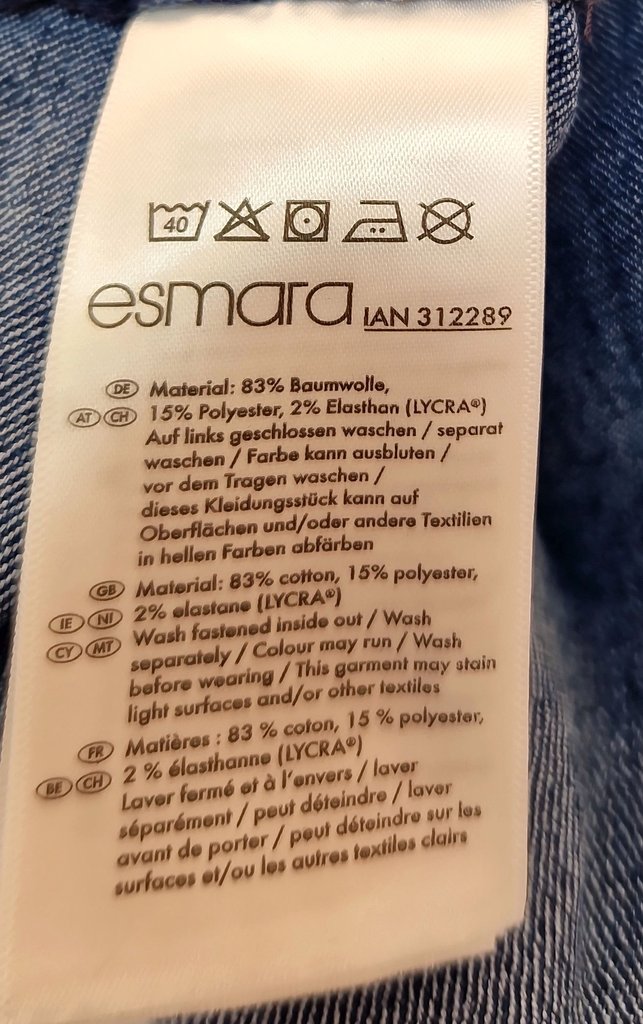 40
esmara IAN 312289
DE Material: 83% Baumwolle,
AT CH 15% Polyester, 2% Elasthan (LYCRA®)
Auf links geschlossen waschen / separat
waschen / Farbe kann ausbluten /
vor dem Tragen waschen /
dieses Kleidungsstück kann auf
Oberflächen und/oder andere Textilien
in hellen Farben abfärben
GB Material: 83% cotton, 15% polyester,
IE NI 2% elastane (LYCRA®)
CY MT Wash fastened inside out / Wash
separately / Colour may run / Wash
before wearing / This garment may stain
light surfaces and/or other textiles
FR Matières : 83 % coton, 15 % polyester,
BE CH 2 % élasthanne (LYCRA®)
Laver fermé et à l'envers / laver
séparément / peut déteindre / laver
avant de porter / peut déteindre sur les
surfaces et/ou les autres textiles clairs